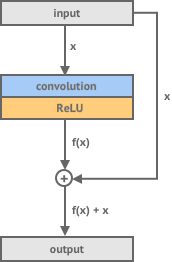 input
x
x
convolution
ReLU
f(x)
+
f(x) + x
output